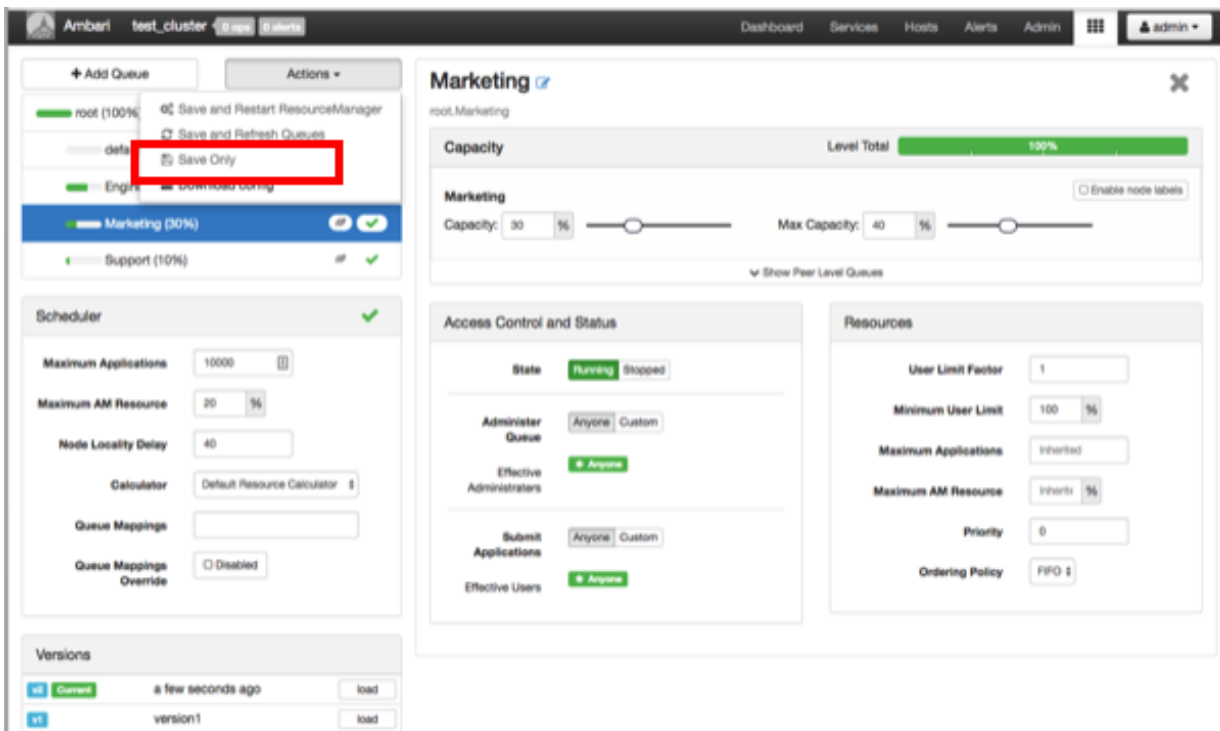 Ambari test_cluster 0 ops 0 alerts Dashboard Services Hosts Alerts Admin admin
+ Add Queue Actions
Save and Restart ResourceManager
Save and Refresh Queues
Save Only
Download config
root (100%
defa
Engin
Marketing (30%)
Support (10%)
Scheduler
Maximum Applications 10000
Maximum AM Resource 20 %
Node Locality Delay 40
Calculator Default Resource Calculator
Queue Mappings
Queue Mappings Override Disabled
Versions
v2 Current a few seconds ago load
v1 version1 load
Marketing
root.Marketing
Capacity Level Total 100%
Marketing Enable node labels
Capacity: 30 % Max Capacity: 40 %
Show Peer Level Queues
Access Control and Status
State Running Stopped
Administer Queue Anyone Custom
Effective Administraters Anyone
Submit Applications Anyone Custom
Effective Users Anyone
Resources
User Limit Factor 1
Minimum User Limit 100 %
Maximum Applications Inherited
Maximum AM Resource Inherits %
Priority 0
Ordering Policy FIFO